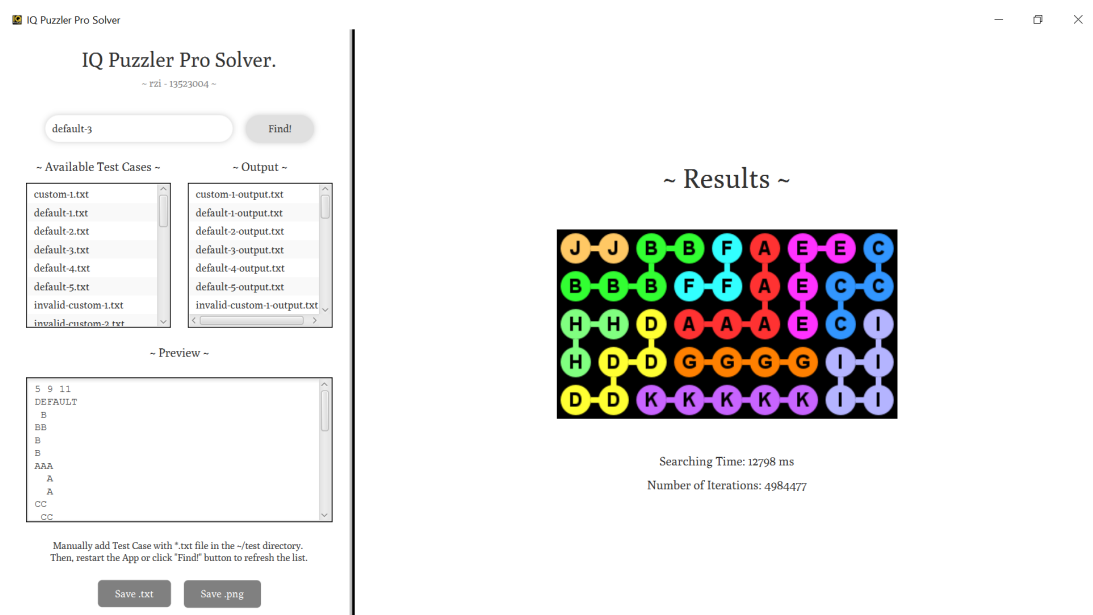 IQ Puzzler Pro Solver
IQ Puzzler Pro Solver.
~ rzi - 13523004 ~
default-3
Find!
~ Available Test Cases ~
custom-1.txt
default-1.txt
default-2.txt
default-3.txt
default-4.txt
default-5.txt
invalid-custom-1.txt
invalid-custom-2.txt
~ Output ~
custom-1-output.txt
default-1-output.txt
default-2-output.txt
default-3-output.txt
default-4-output.txt
default-5-output.txt
invalid-custom-1-output.txt
~ Preview ~
5 9 11
DEFAULT
 B
BB
B
B
AAA
  A
  A
CC
 CC
Manually add Test Case with *.txt file in the ~/test directory.
Then, restart the App or click "Find!" button to refresh the list.
Save .txt
Save .png
~ Results ~
J J B B F A E E C
B B B F F A E C C
H H D A A A E C I
H D D G G G G I I
D D K K K K K I I
Searching Time: 12798 ms
Number of Iterations: 4984477